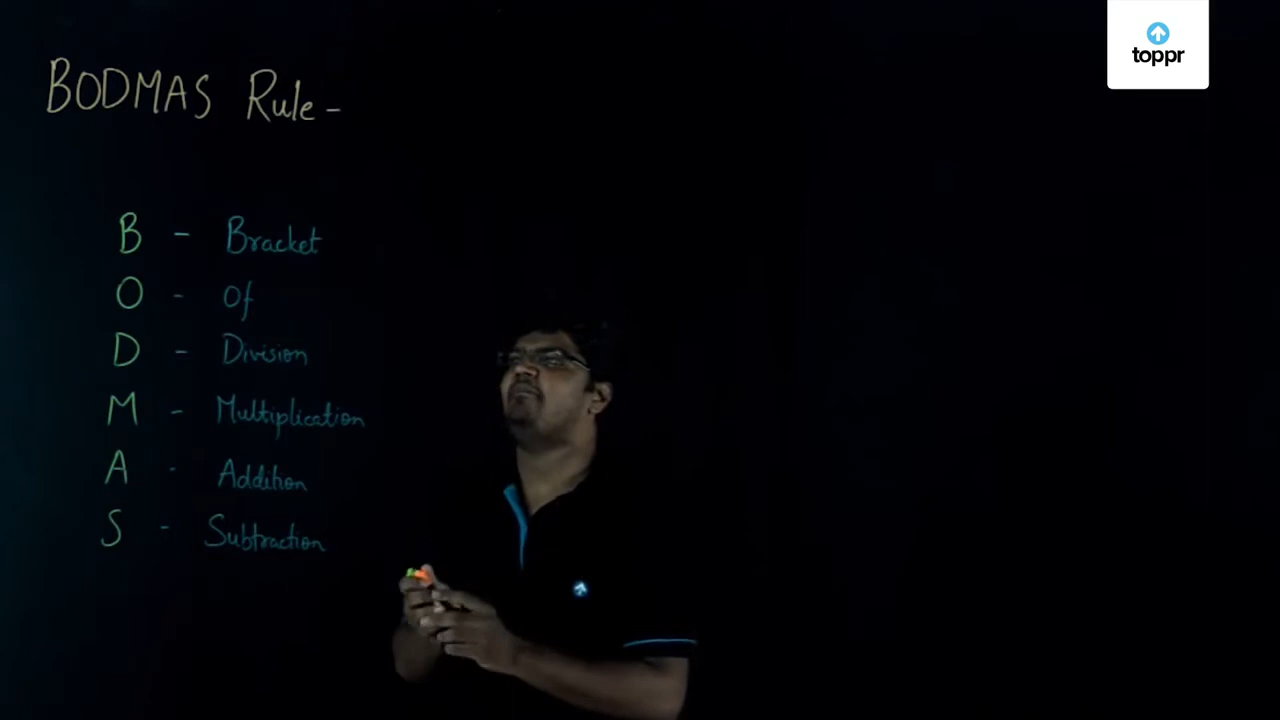 toppr
BODMAS Rule -
B - Bracket
O - Of
D - Division
M - Multiplication
A - Addition
S - Subtraction